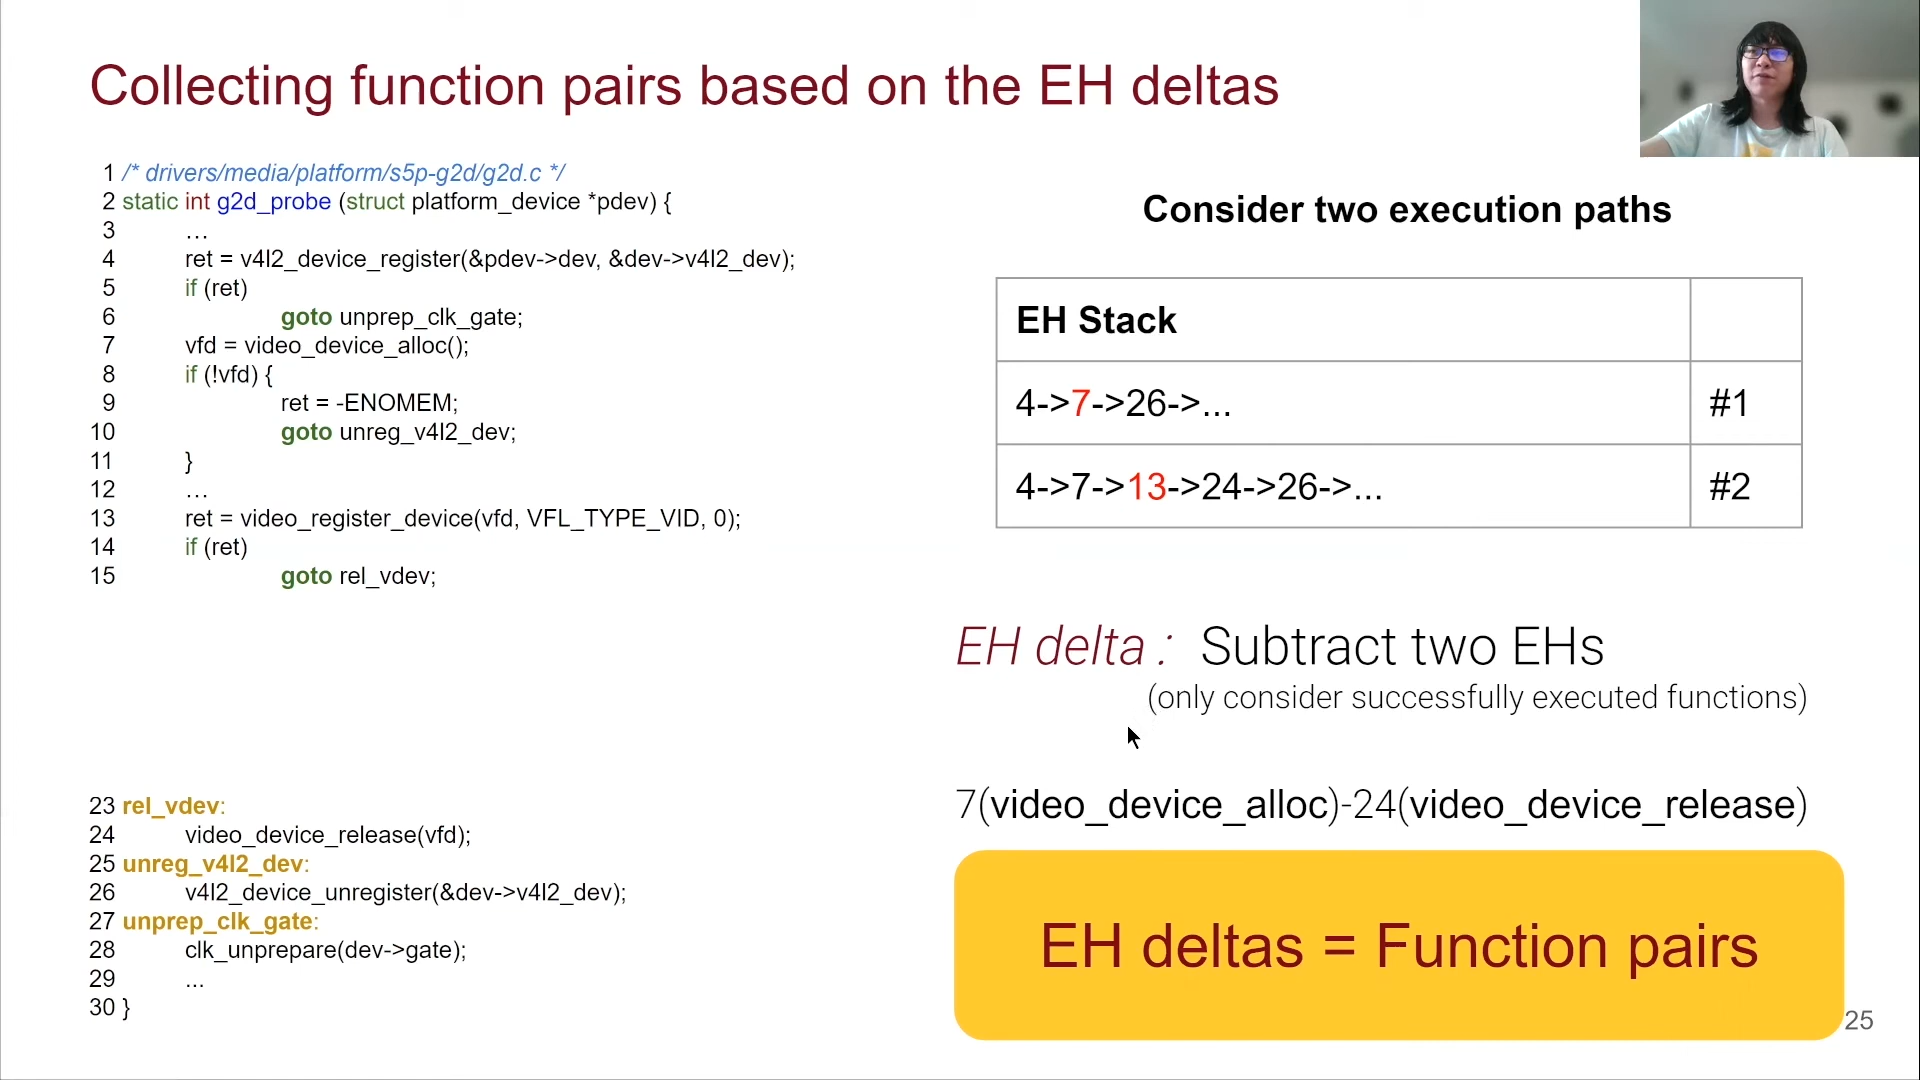 Collecting function pairs based on the EH deltas
1 /* drivers/media/platform/s5p-g2d/g2d.c */
2 static int g2d_probe (struct platform_device *pdev) {
3 …
4 ret = v4l2_device_register(&pdev->dev, &dev->v4l2_dev);
5 if (ret)
6 goto unprep_clk_gate;
7 vfd = video_device_alloc();
8 if (!vfd) {
9 ret = -ENOMEM;
10 goto unreg_v4l2_dev;
11 }
12 …
13 ret = video_register_device(vfd, VFL_TYPE_VID, 0);
14 if (ret)
15 goto rel_vdev;
23 rel_vdev:
24 video_device_release(vfd);
25 unreg_v4l2_dev:
26 v4l2_device_unregister(&dev->v4l2_dev);
27 unprep_clk_gate:
28 clk_unprepare(dev->gate);
29 ...
30 }
Consider two execution paths
EH Stack
4->7->26->... #1
4->7->13->24->26->... #2
EH delta : Subtract two EHs
(only consider successfully executed functions)
7(video_device_alloc)-24(video_device_release)
EH deltas = Function pairs
25